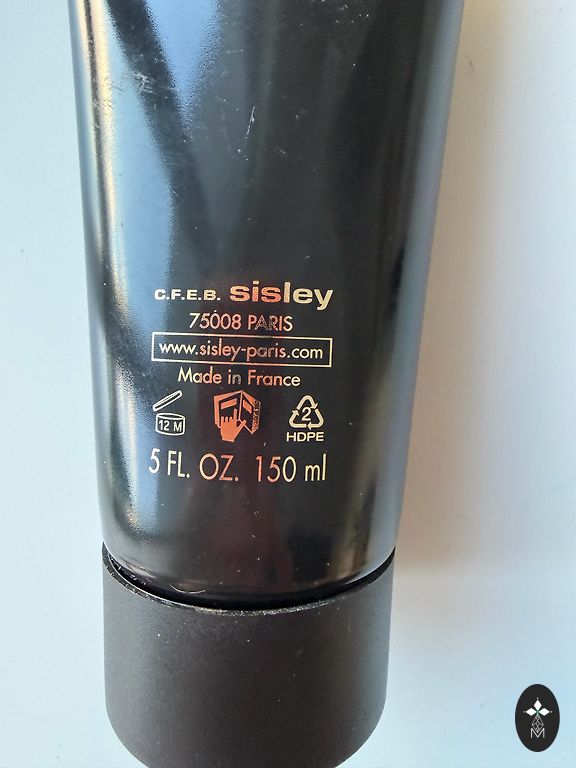 C.F.E.B. sisley
75008 PARIS
www.sisley-paris.com
Made in France
12 M
2
HDPE
5 FL. OZ. 150 ml
M